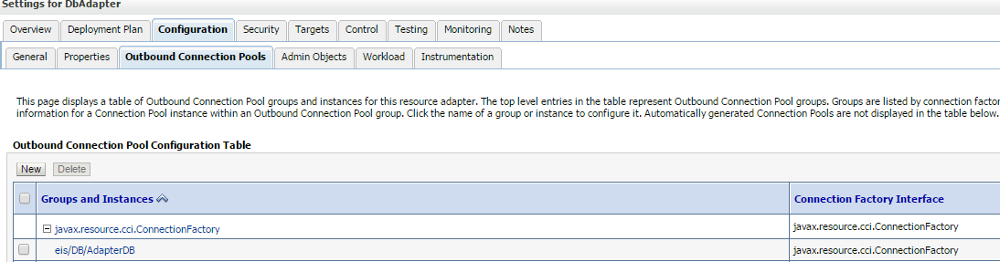 Settings for DbAdapter
Overview Deployment Plan Configuration Security Targets Control Testing Monitoring Notes
General Properties Outbound Connection Pools Admin Objects Workload Instrumentation
This page displays a table of Outbound Connection Pool groups and instances for this resource adapter. The top level entries in the table represent Outbound Connection Pool groups. Groups are listed by connection factor
information for a Connection Pool instance within an Outbound Connection Pool group. Click the name of a group or instance to configure it. Automatically generated Connection Pools are not displayed in the table below.
Outbound Connection Pool Configuration Table
New Delete
Groups and Instances Connection Factory Interface
javax.resource.cci.ConnectionFactory javax.resource.cci.ConnectionFactory
eis/DB/AdapterDB javax.resource.cci.ConnectionFactory